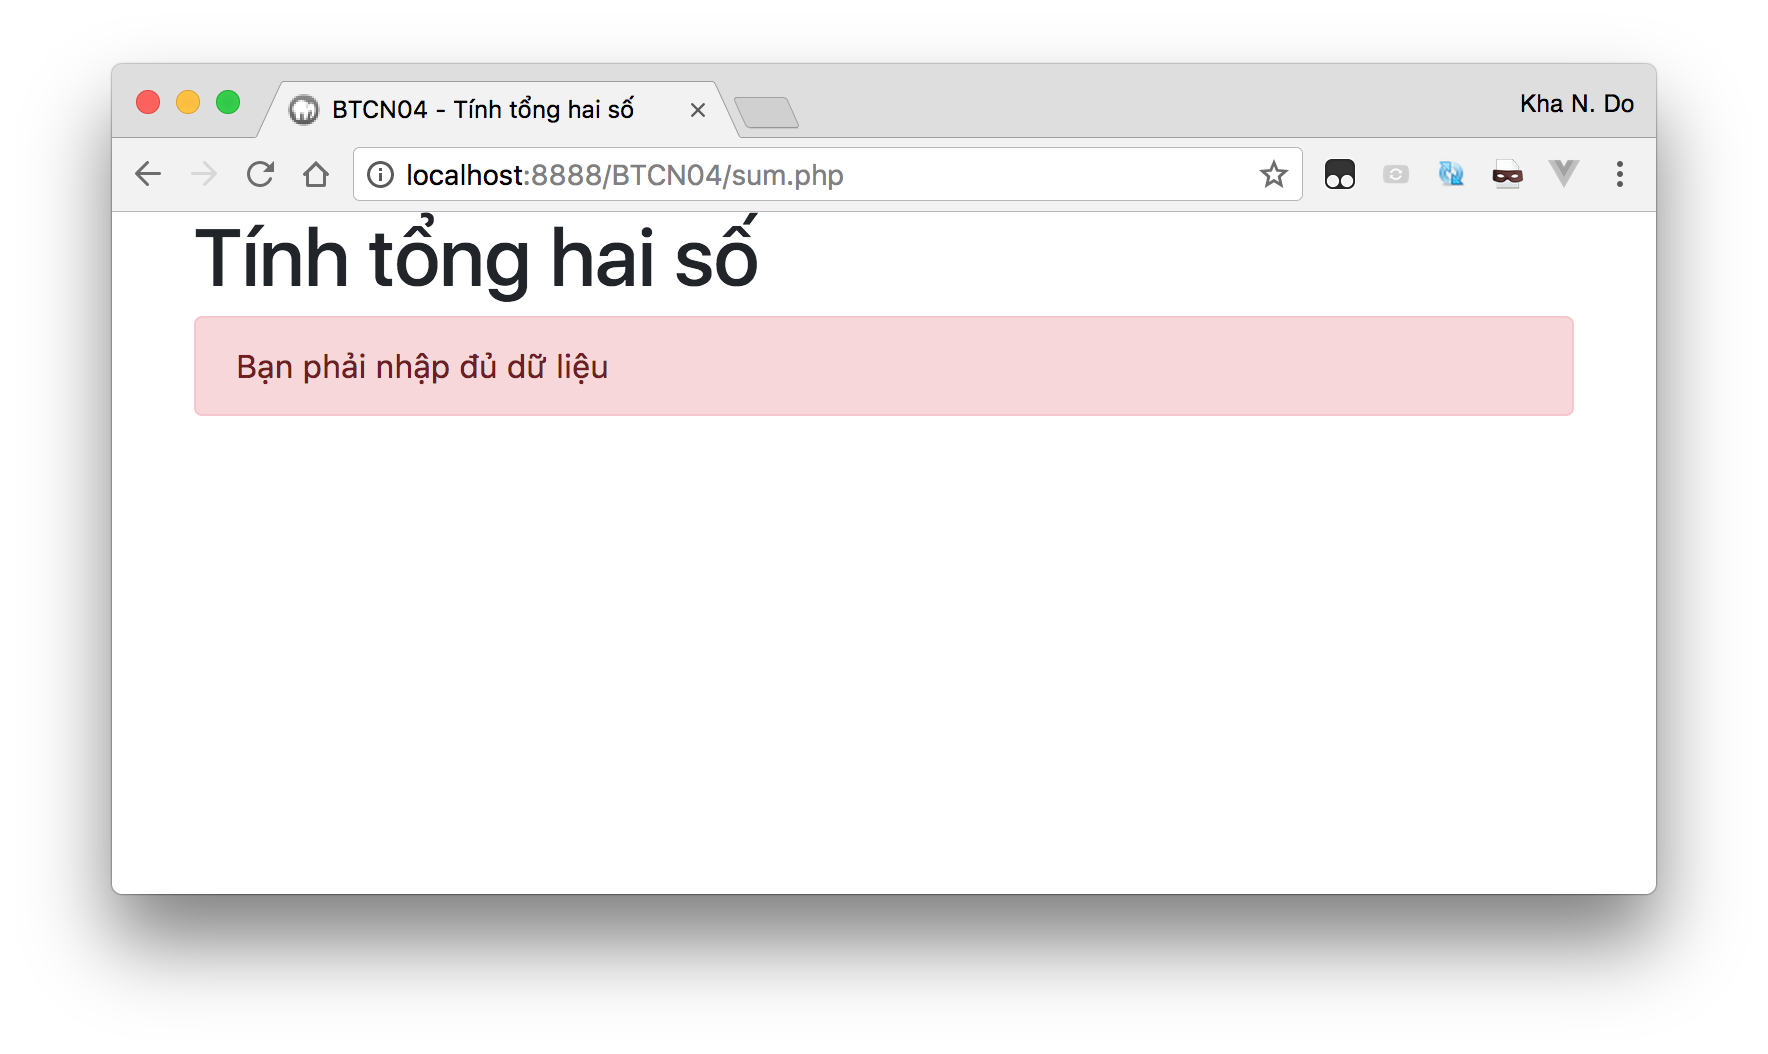 BTCN04 - Tính tổng hai số
Kha N. Do
localhost:8888/BTCN04/sum.php
Tính tổng hai số
Bạn phải nhập đủ dữ liệu